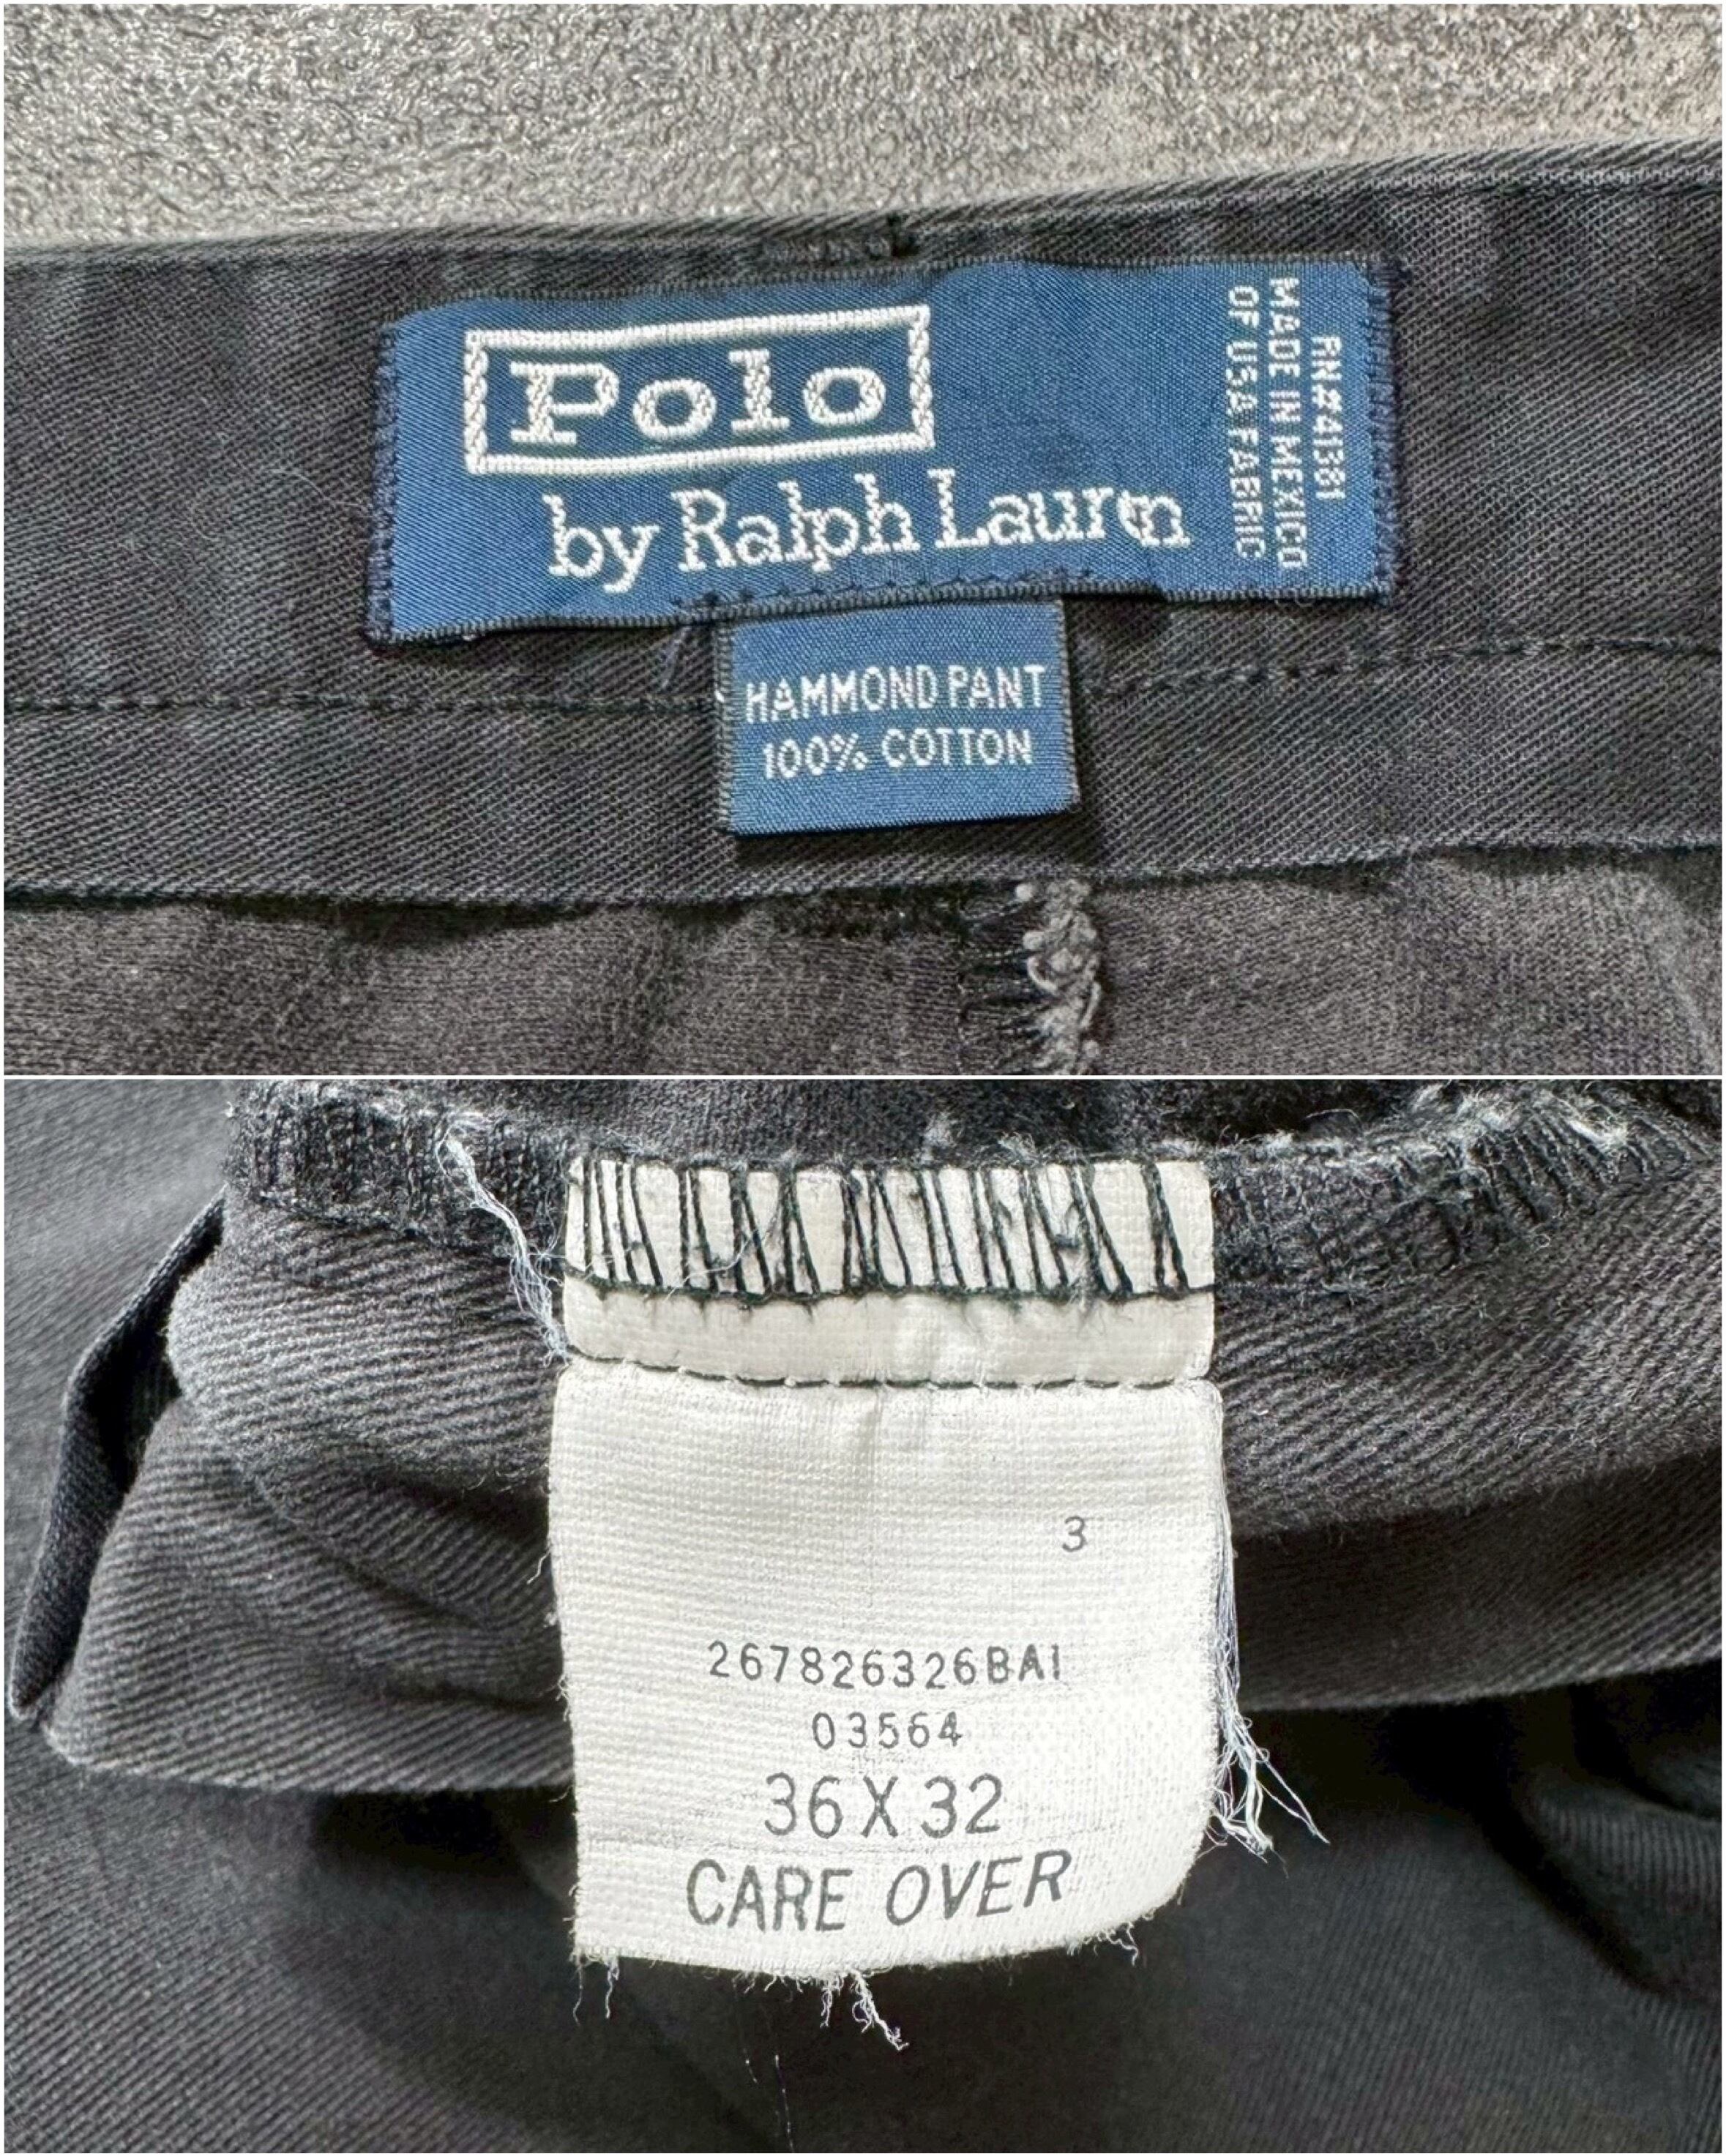 Polo
by Ralph Lauren
RN#41381
MADE IN MEXICO
OF USA FABRIC
HAMMOND PANT
100% COTTON
3
267826326BA1
03564
36 X 32
CARE OVER